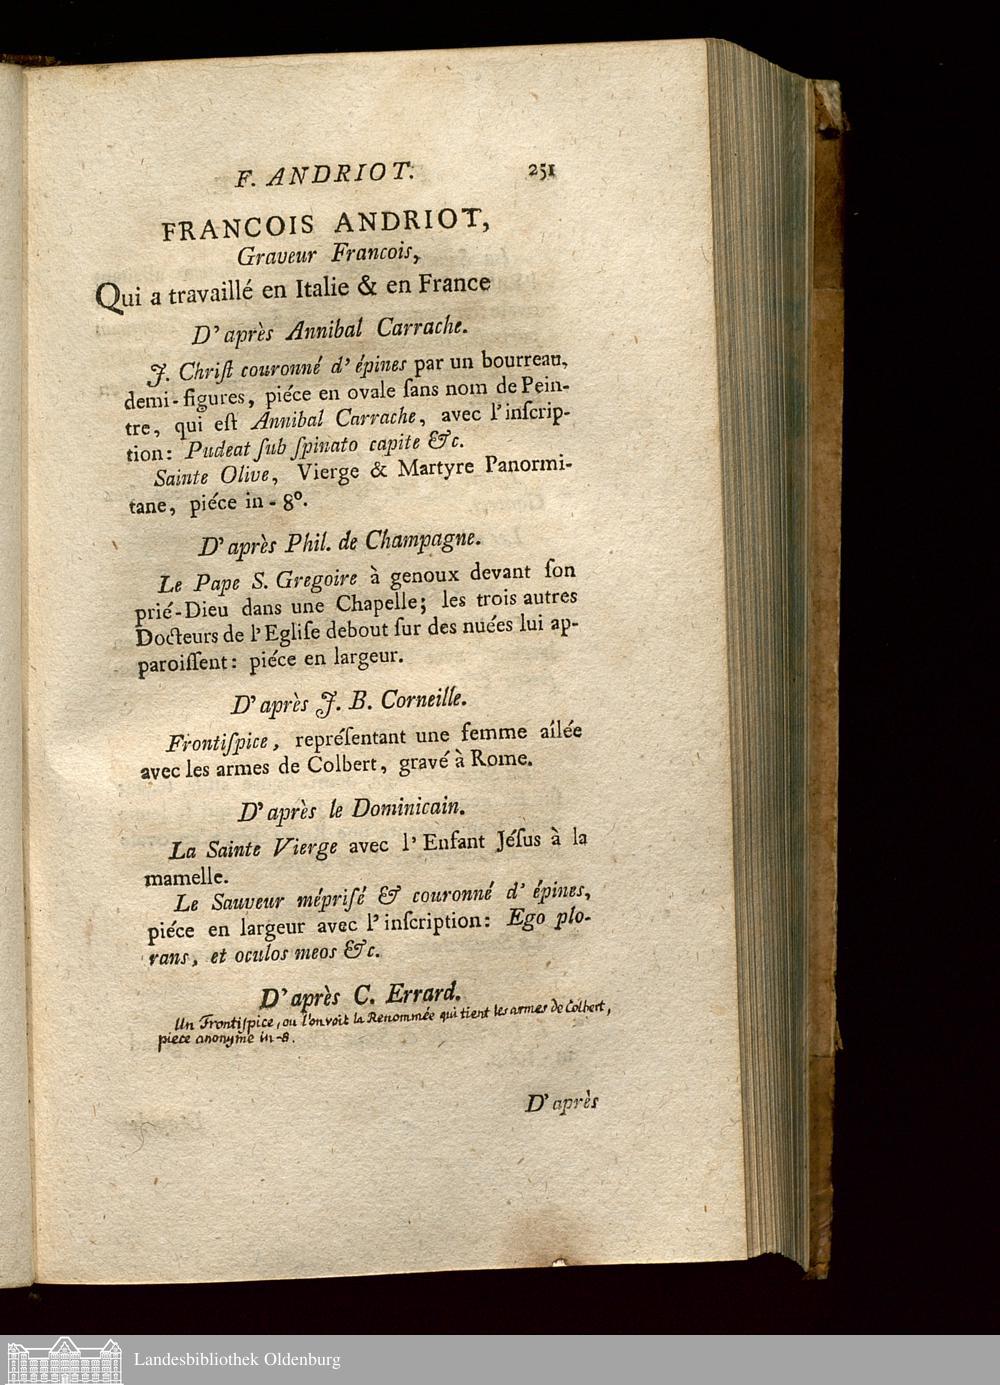 F. ANDRIOT. 251
FRANCOIS ANDRIOT,
Graveur Francois,
Qui a travaillé en Italie & en France
D'après Annibal Carrache.
J. Chriſt couronné d'épines par un bourreau,
demi-figures, piéce en ovale ſans nom de Pein-
tre, qui eſt Annibal Carrache, avec l'inſcrip-
tion: Pudeat ſub ſpinato capite &c.
Sainte Olive, Vierge & Martyre Panormi-
tane, piéce in-8º.
D'après Phil. de Champagne.
Le Pape S. Gregoire à genoux devant ſon
prié-Dieu dans une Chapelle; les trois autres
Docteurs de l'Egliſe debout ſur des nuées lui ap-
paroiſſent: piéce en largeur.
D'après J. B. Corneille.
Frontiſpice, repréſentant une femme aîlée
avec les armes de Colbert, gravé à Rome.
D'après le Dominicain.
La Sainte Vierge avec l'Enfant Jéſus à la
mamelle.
Le Sauveur mépriſé & couronné d'épines,
piéce en largeur avec l'inſcription: Ego plo-
rans, et oculos meos &c.
D'après C. Errard.
Un Frontiſpice, ou l'on voit la Renommée qui tient les armes de Colbert,
piece anonyme in-8.
D'après
Landesbibliothek Oldenburg